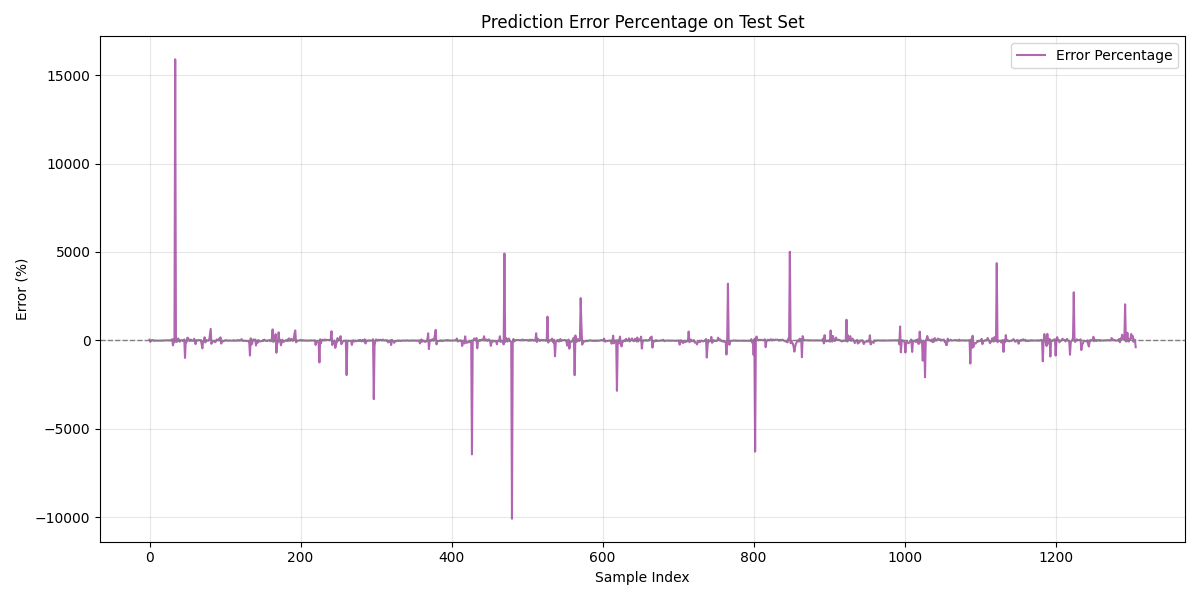 Prediction Error Percentage on Test Set
Error Percentage
15000
10000
5000
0
−5000
−10000
Error (%)
0 200 400 600 800 1000 1200
Sample Index